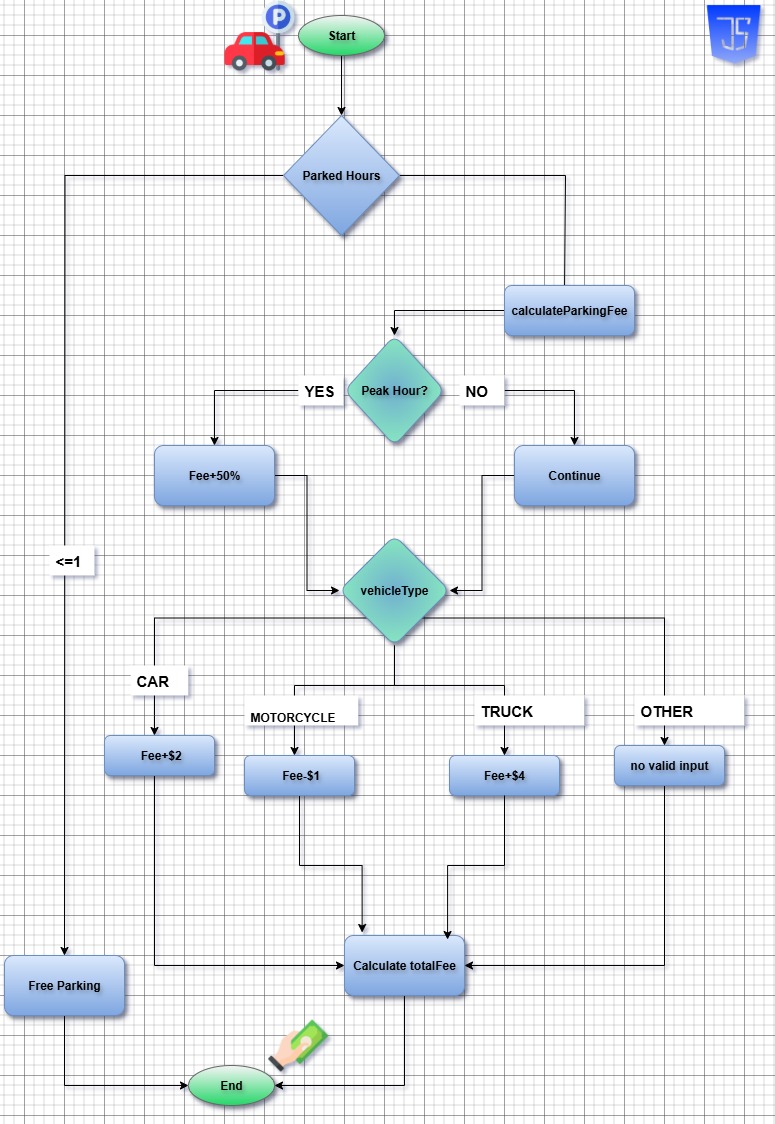 P
Start
JS
Parked Hours
calculateParkingFee
Peak Hour?
YES
NO
Fee+50%
Continue
<=1
vehicleType
CAR
MOTORCYCLE
TRUCK
OTHER
Fee+$2
Fee-$1
Fee+$4
no valid input
Calculate totalFee
Free Parking
End